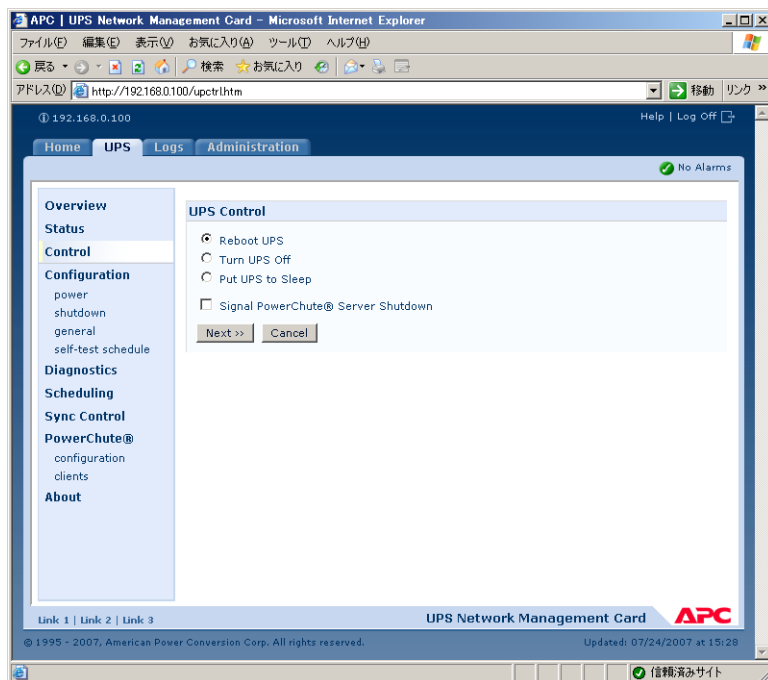 APC | UPS Network Management Card - Microsoft Internet Explorer
ファイル(F) 編集(E) 表示(V) お気に入り(A) ツール(T) ヘルプ(H)
戻る 検索 お気に入り
アドレス(D) http://192.168.0.100/upctrl.htm 移動 リンク »
192.168.0.100 Help | Log Off
Home UPS Logs Administration
No Alarms
Overview
Status
Control
Configuration
power
shutdown
general
self-test schedule
Diagnostics
Scheduling
Sync Control
PowerChute®
configuration
clients
About
UPS Control
Reboot UPS
Turn UPS Off
Put UPS to Sleep
Signal PowerChute® Server Shutdown
Next >> Cancel
Link 1 | Link 2 | Link 3 UPS Network Management Card APC
© 1995 - 2007, American Power Conversion Corp. All rights reserved. Updated: 07/24/2007 at 15:28
信頼済みサイト